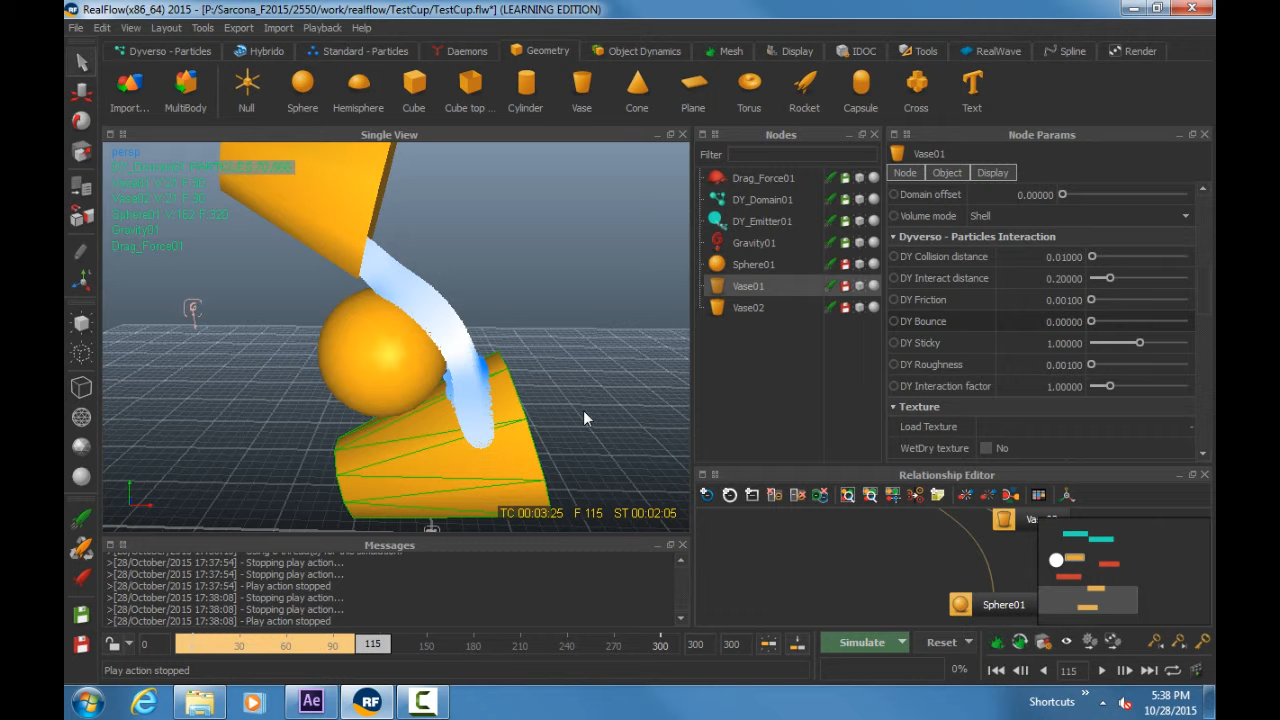 RealFlow(x86_64) 2015 - [P:/Sarcona_F2015/2550/work/realflow/TestCup/TestCup.flw*] (LEARNING EDITION)
File Edit View Layout Tools Export Import Playback Help
Dyverso - Particles Hybrido Standard - Particles Daemons Geometry Object Dynamics Mesh Display IDOC Tools RealWave Spline Render
Import... MultBody Null Sphere Hemisphere Cube Cube top ... Cylinder Vase Cone Plane Torus Rocket Capsule Cross Text
Single View
persp
Gravity01
Drag_Force01
TC 00:03:25 F 115 ST 00:02:05
Nodes
Filter
Drag_Force01
DY_Domain01
DY_Emitter01
Gravity01
Sphere01
Vase01
Vase02
Node Params
Vase01
Node Object Display
Domain offset 0.00000
Volume mode Shell
Dyverso - Particles Interaction
DY Collision distance 0.01000
DY Interact distance 0.20000
DY Friction 0.00100
DY Bounce 0.00000
DY Sticky 1.00000
DY Roughness 0.00100
DY Interaction factor 1.00000
Texture
Load Texture
WetDry texture No
Relationship Editor
Sphere01
Messages
>[28/October/2015 17:37:54] - Stopping play action...
>[28/October/2015 17:37:54] - Stopping play action...
>[28/October/2015 17:37:54] - Play action stopped
>[28/October/2015 17:38:08] - Stopping play action...
>[28/October/2015 17:38:08] - Stopping play action...
>[28/October/2015 17:38:08] - Play action stopped
0 30 60 90 115 150 180 210 240 270 300 300 300
Simulate Reset
Play action stopped
0% 115
Ae RF C
Shortcuts
5:38 PM
10/28/2015